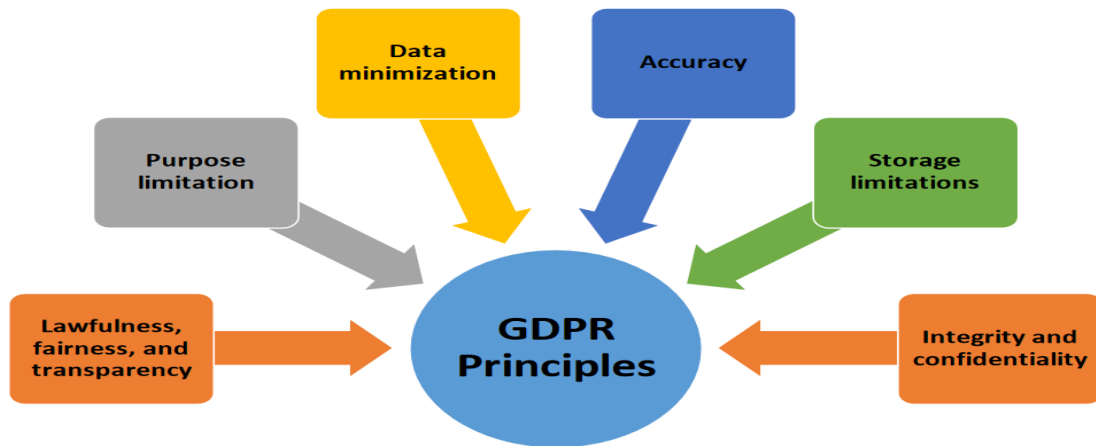 Data
minimization
Accuracy
Purpose
limitation
Storage
limitations
Lawfulness,
fairness, and
transparency
GDPR
Principles
Integrity and
confidentiality